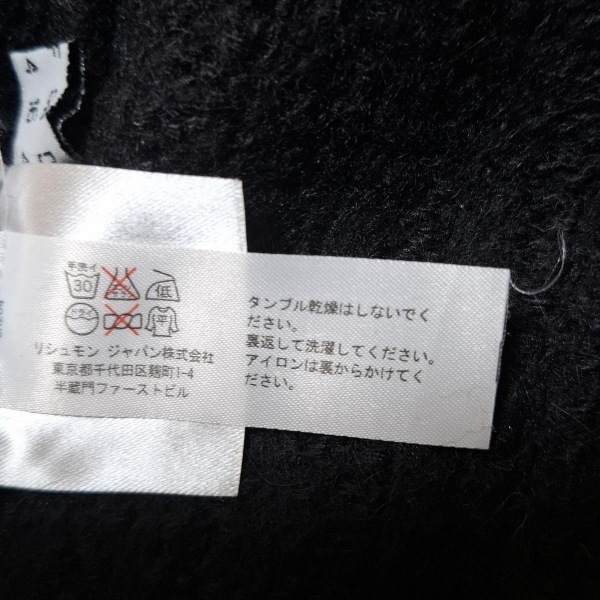 手洗イ
30
低
ドライ
平
リシュモン ジャパン株式会社
東京都千代田区麹町1-4
半蔵門ファーストビル
タンブル乾燥はしないでく
ださい。
裏返して洗濯してください。
アイロンは裏からかけてく
ださい。